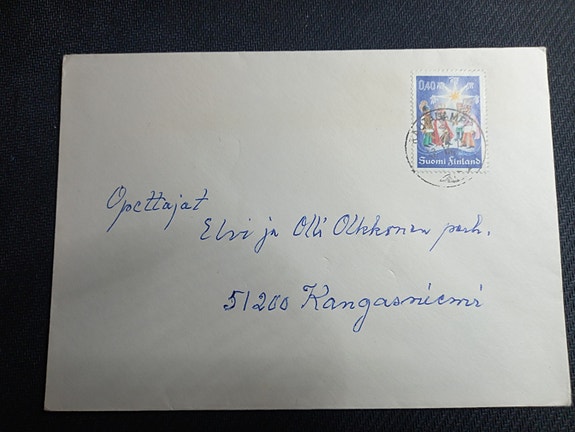 0,40
Suomi Finland
Opettajat
Elvi ja Olli Olkkonen perh.
51200 Kangasniemi